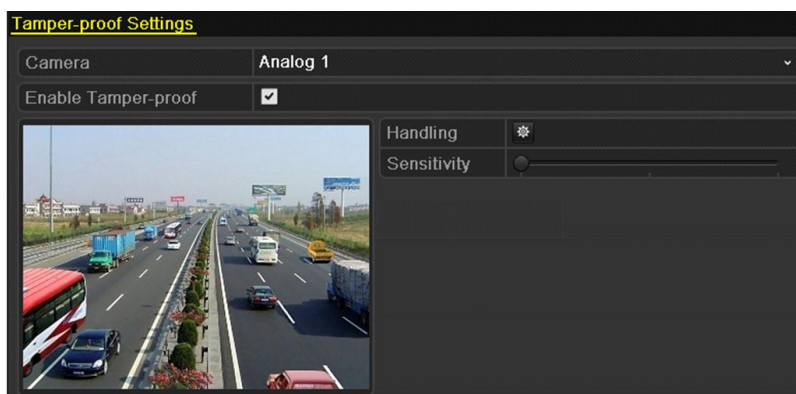 Tamper-proof Settings
Camera Analog 1
Enable Tamper-proof
Handling
Sensitivity